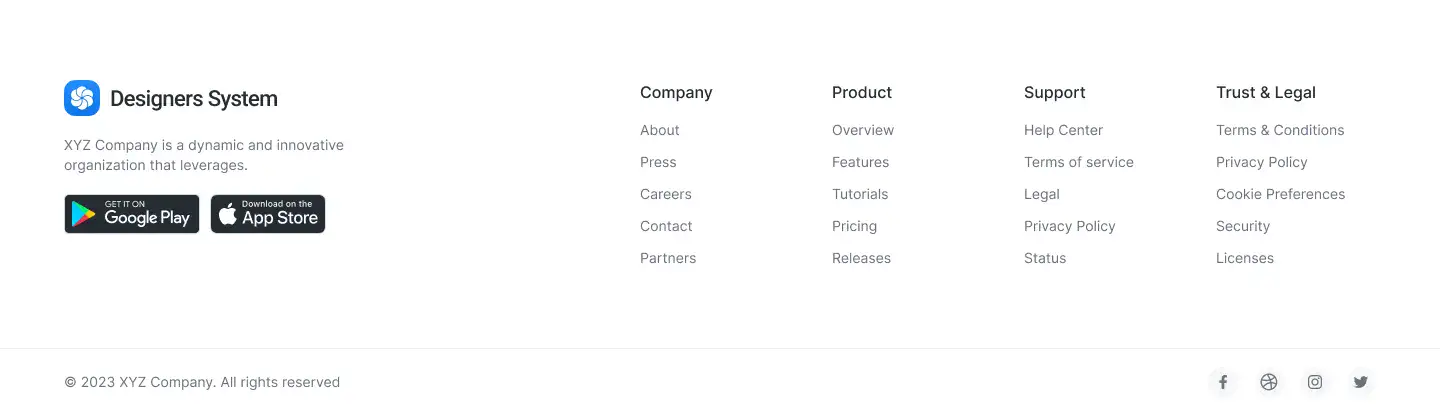 Designers System
XYZ Company is a dynamic and innovative
organization that leverages.
GET IT ON
Google Play
Download on the
App Store
Company
About
Press
Careers
Contact
Partners
Product
Overview
Features
Tutorials
Pricing
Releases
Support
Help Center
Terms of service
Legal
Privacy Policy
Status
Trust & Legal
Terms & Conditions
Privacy Policy
Cookie Preferences
Security
Licenses
© 2023 XYZ Company. All rights reserved